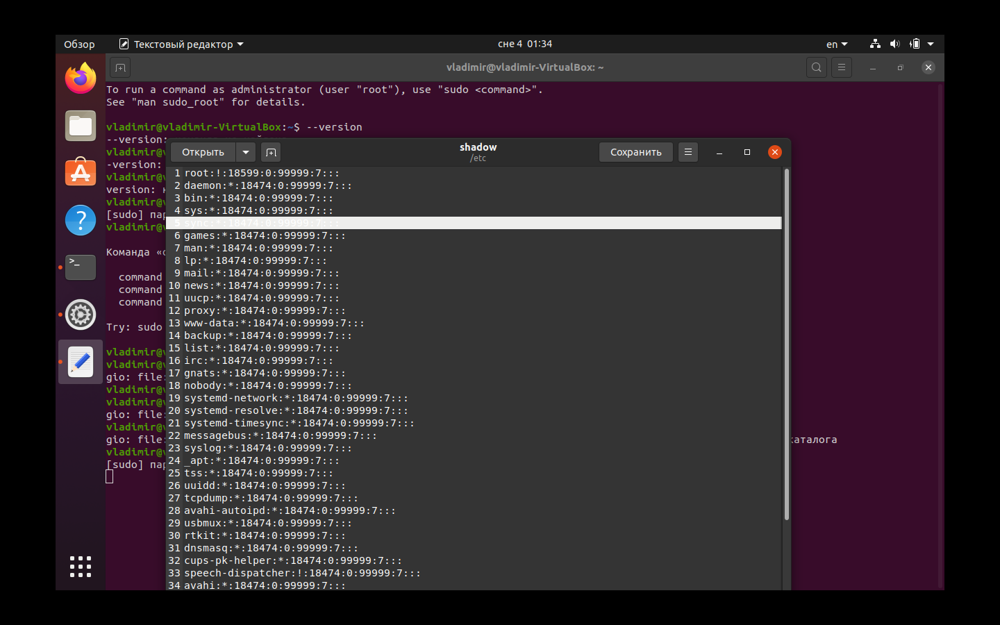 Обзор
Текстовый редактор
сне 4 01:34
en
vladimir@vladimir-VirtualBox: ~
To run a command as administrator (user "root"), use "sudo <command>".
See "man sudo_root" for details.
vladimir@vladimir-VirtualBox:~$ --version
--version:
vladimir@
-version:
vladimir@
version:
vladimir@
[sudo]
vladimir@
Команда
command
command
command
Try: sudo
vladimir@
vladimir@
gio: file:
vladimir@
vladimir@
gio: file:
vladimir@
gio: file:
vladimir@
[sudo]
Открыть
shadow
/etc
Сохранить
1 root:!:18599:0:99999:7:::
2 daemon:*:18474:0:99999:7:::
3 bin:*:18474:0:99999:7:::
4 sys:*:18474:0:99999:7:::
5 sync:*:18474:0:99999:7:::
6 games:*:18474:0:99999:7:::
7 man:*:18474:0:99999:7:::
8 lp:*:18474:0:99999:7:::
9 mail:*:18474:0:99999:7:::
10 news:*:18474:0:99999:7:::
11 uucp:*:18474:0:99999:7:::
12 proxy:*:18474:0:99999:7:::
13 www-data:*:18474:0:99999:7:::
14 backup:*:18474:0:99999:7:::
15 list:*:18474:0:99999:7:::
16 irc:*:18474:0:99999:7:::
17 gnats:*:18474:0:99999:7:::
18 nobody:*:18474:0:99999:7:::
19 systemd-network:*:18474:0:99999:7:::
20 systemd-resolve:*:18474:0:99999:7:::
21 systemd-timesync:*:18474:0:99999:7:::
22 messagebus:*:18474:0:99999:7:::
23 syslog:*:18474:0:99999:7:::
24 _apt:*:18474:0:99999:7:::
25 tss:*:18474:0:99999:7:::
26 uuidd:*:18474:0:99999:7:::
27 tcpdump:*:18474:0:99999:7:::
28 avahi-autoipd:*:18474:0:99999:7:::
29 usbmux:*:18474:0:99999:7:::
30 rtkit:*:18474:0:99999:7:::
31 dnsmasq:*:18474:0:99999:7:::
32 cups-pk-helper:*:18474:0:99999:7:::
33 speech-dispatcher:!:18474:0:99999:7:::
34 avahi:*:18474:0:99999:7:::
каталога